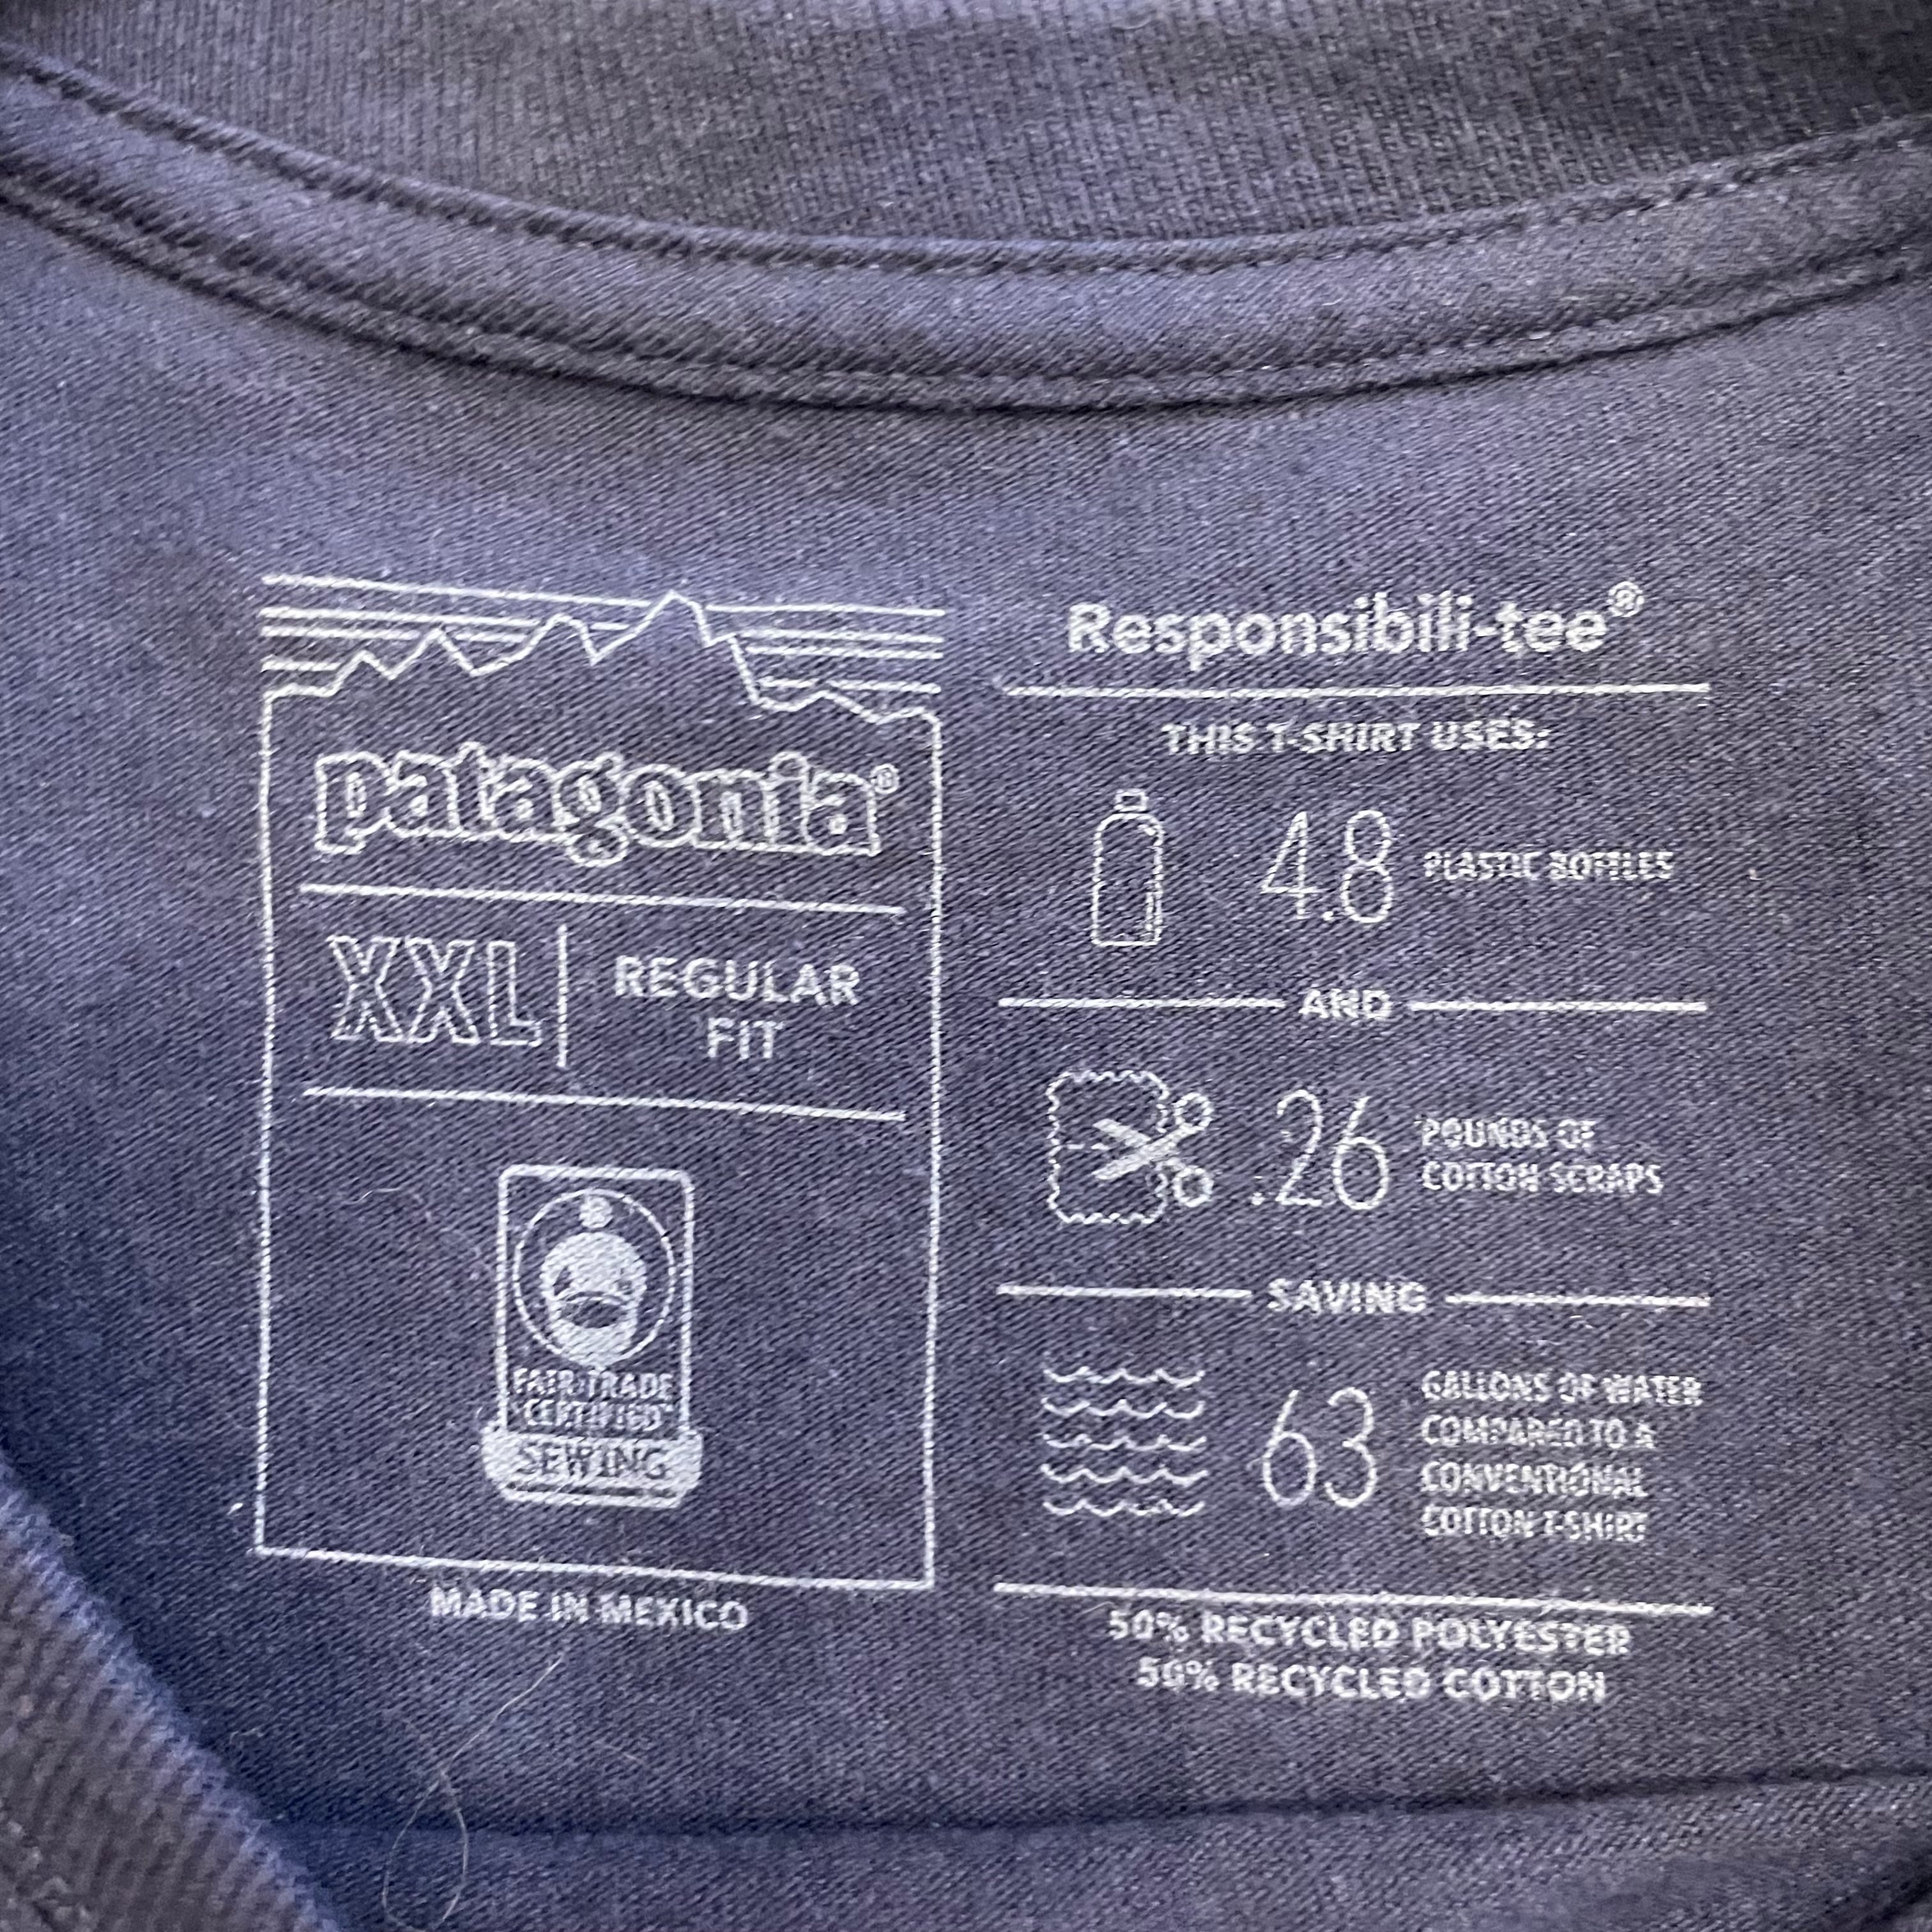 patagonia®
XXL
REGULAR
FIT
FAIR TRADE
CERTIFIED™
SEWING
MADE IN MEXICO
Responsibili-tee®
THIS T-SHIRT USES:
4.8 PLASTIC BOTTLES
AND
.26 POUNDS OF
COTTON SCRAPS
SAVING
63 GALLONS OF WATER
COMPARED TO A
CONVENTIONAL
COTTON T-SHIRT
50% RECYCLED POLYESTER
50% RECYCLED COTTON